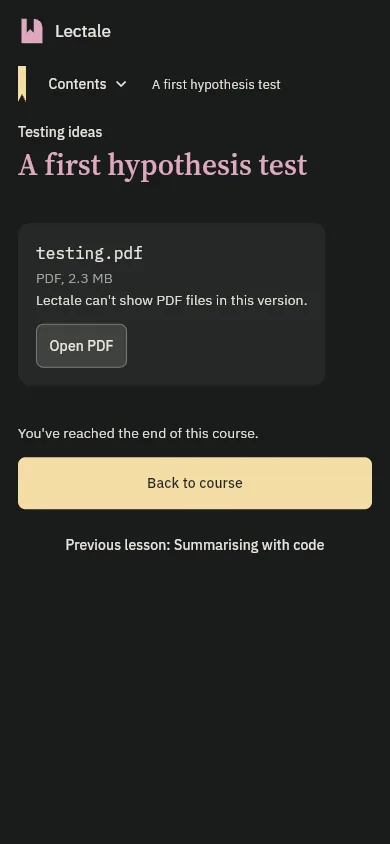 Lectale
Contents
A first hypothesis test
Testing ideas
A first hypothesis test
testing.pdf
PDF, 2.3 MB
Lectale can't show PDF files in this version.
Open PDF
You've reached the end of this course.
Back to course
Previous lesson: Summarising with code